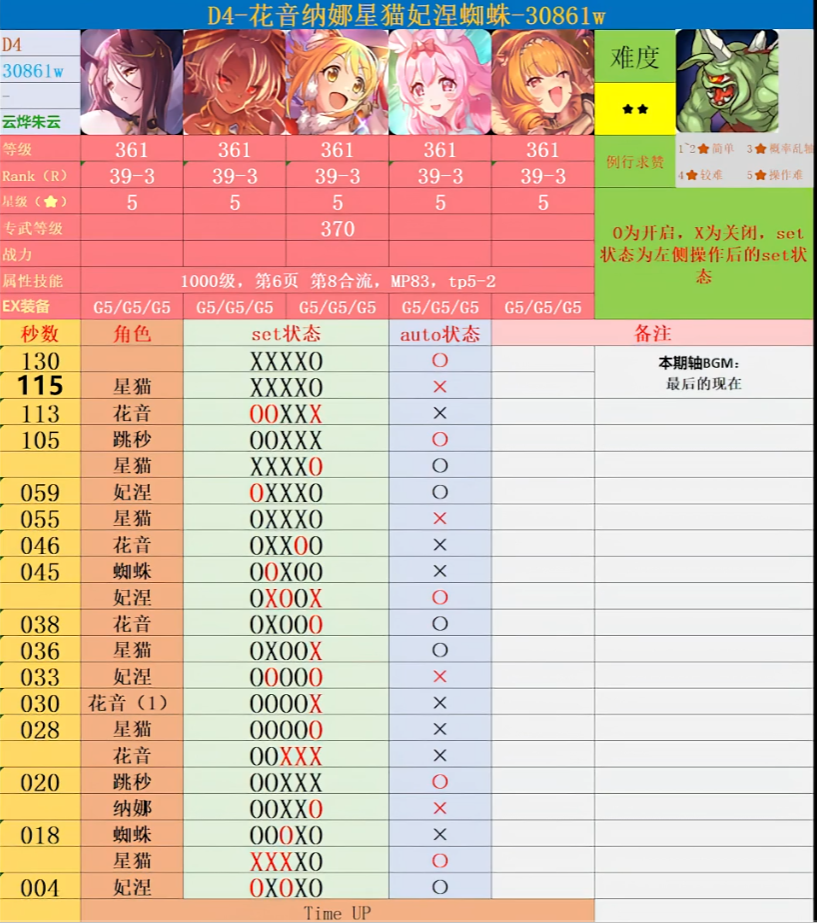 D4-花音纳娜星猫妃涅蜘蛛-30861w
D4
30861w
-
云烨朱云
难度
★★
等级 361 361 361 361 361
Rank（R） 39-3 39-3 39-3 39-3 39-3
星级（⭐） 5 5 5 5 5
专武等级 370
战力
属性技能 1000级，第6页 第8合流，MP83，tp5-2
EX装备 G5/G5/G5 G5/G5/G5 G5/G5/G5 G5/G5/G5 G5/G5/G5
例行求赞
1~2★简单 3★概率乱轴
4★较难 5★操作难
O为开启，X为关闭，set
状态为左侧操作后的set状
态
秒数 角色 set状态 auto状态 备注
130 XXXXO O
115 星猫 XXXXO ×
113 花音 OOXXX ×
105 跳秒 OOXXX O
星猫 XXXXO O
059 妃涅 OXXXO O
055 星猫 OXXXO ×
046 花音 OXXOO ×
045 蜘蛛 OOXOO ×
妃涅 OXOOX O
038 花音 OXOOO O
036 星猫 OXOOX O
033 妃涅 OOOOO ×
030 花音（1） OOOOX ×
028 星猫 OOOOO ×
花音 OOXXX ×
020 跳秒 OOXXX O
纳娜 OOXXO ×
018 蜘蛛 OOOXO ×
星猫 XXXXO O
004 妃涅 OXOXO O
Time UP
本期轴BGM：
最后的现在